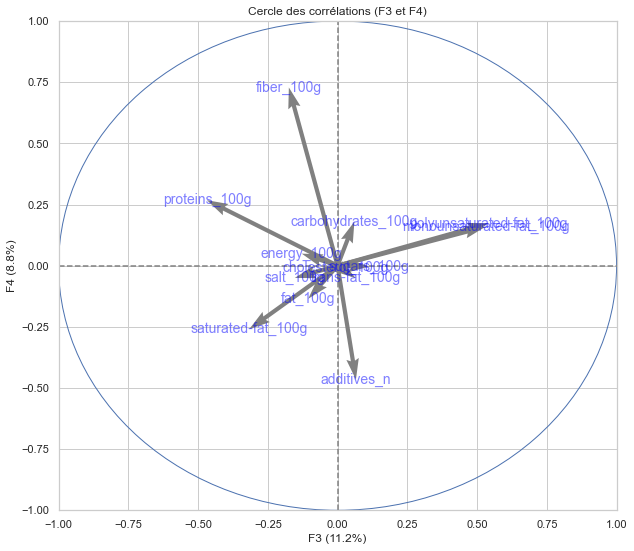 Cercle des corrélations (F3 et F4)
1.00
0.75
0.50
0.25
0.00
−0.25
−0.50
−0.75
−1.00
F4 (8.8%)
fiber_100g
proteins_100g
carbohydrates_100g
polyunsaturated-fat_100g
monounsaturated-fat_100g
energy_100g
salt_100g
trans-fat_100g
fat_100g
saturated-fat_100g
additives_n
−1.00 −0.75 −0.50 −0.25 0.00 0.25 0.50 0.75 1.00
F3 (11.2%)